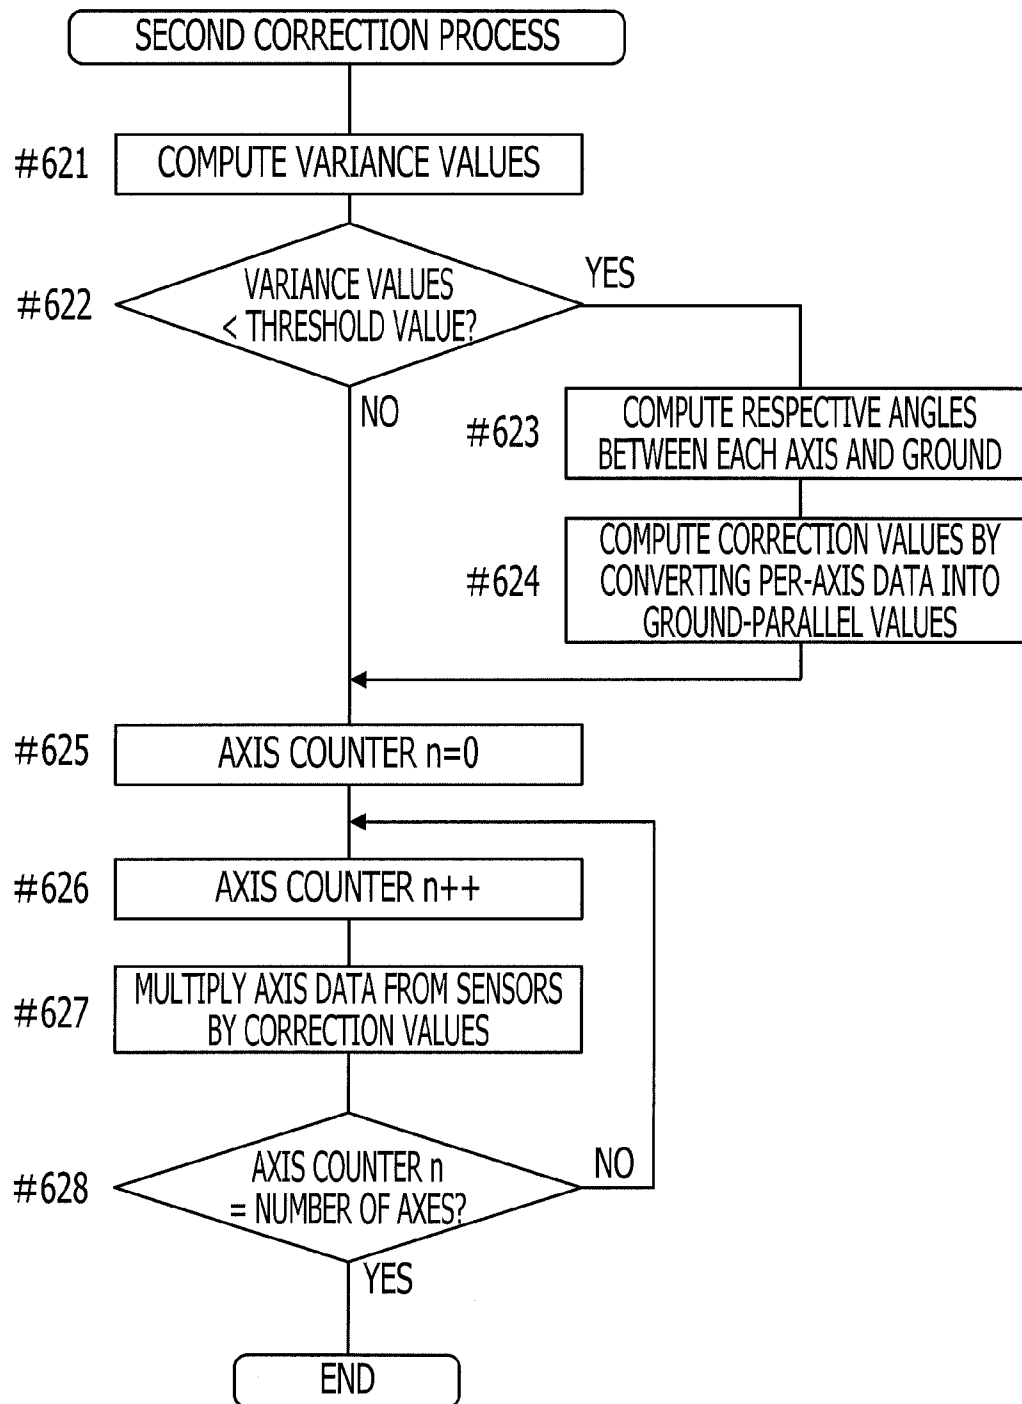 SECOND CORRECTION PROCESS
#621
COMPUTE VARIANCE VALUES
#622
VARIANCE VALUES
< THRESHOLD VALUE?
YES
NO
#623
COMPUTE RESPECTIVE ANGLES
BETWEEN EACH AXIS AND GROUND
#624
COMPUTE CORRECTION VALUES BY
CONVERTING PER-AXIS DATA INTO
GROUND-PARALLEL VALUES
#625
AXIS COUNTER n=0
#626
AXIS COUNTER n++
#627
MULTIPLY AXIS DATA FROM SENSORS
BY CORRECTION VALUES
#628
AXIS COUNTER n
= NUMBER OF AXES?
NO
YES
END